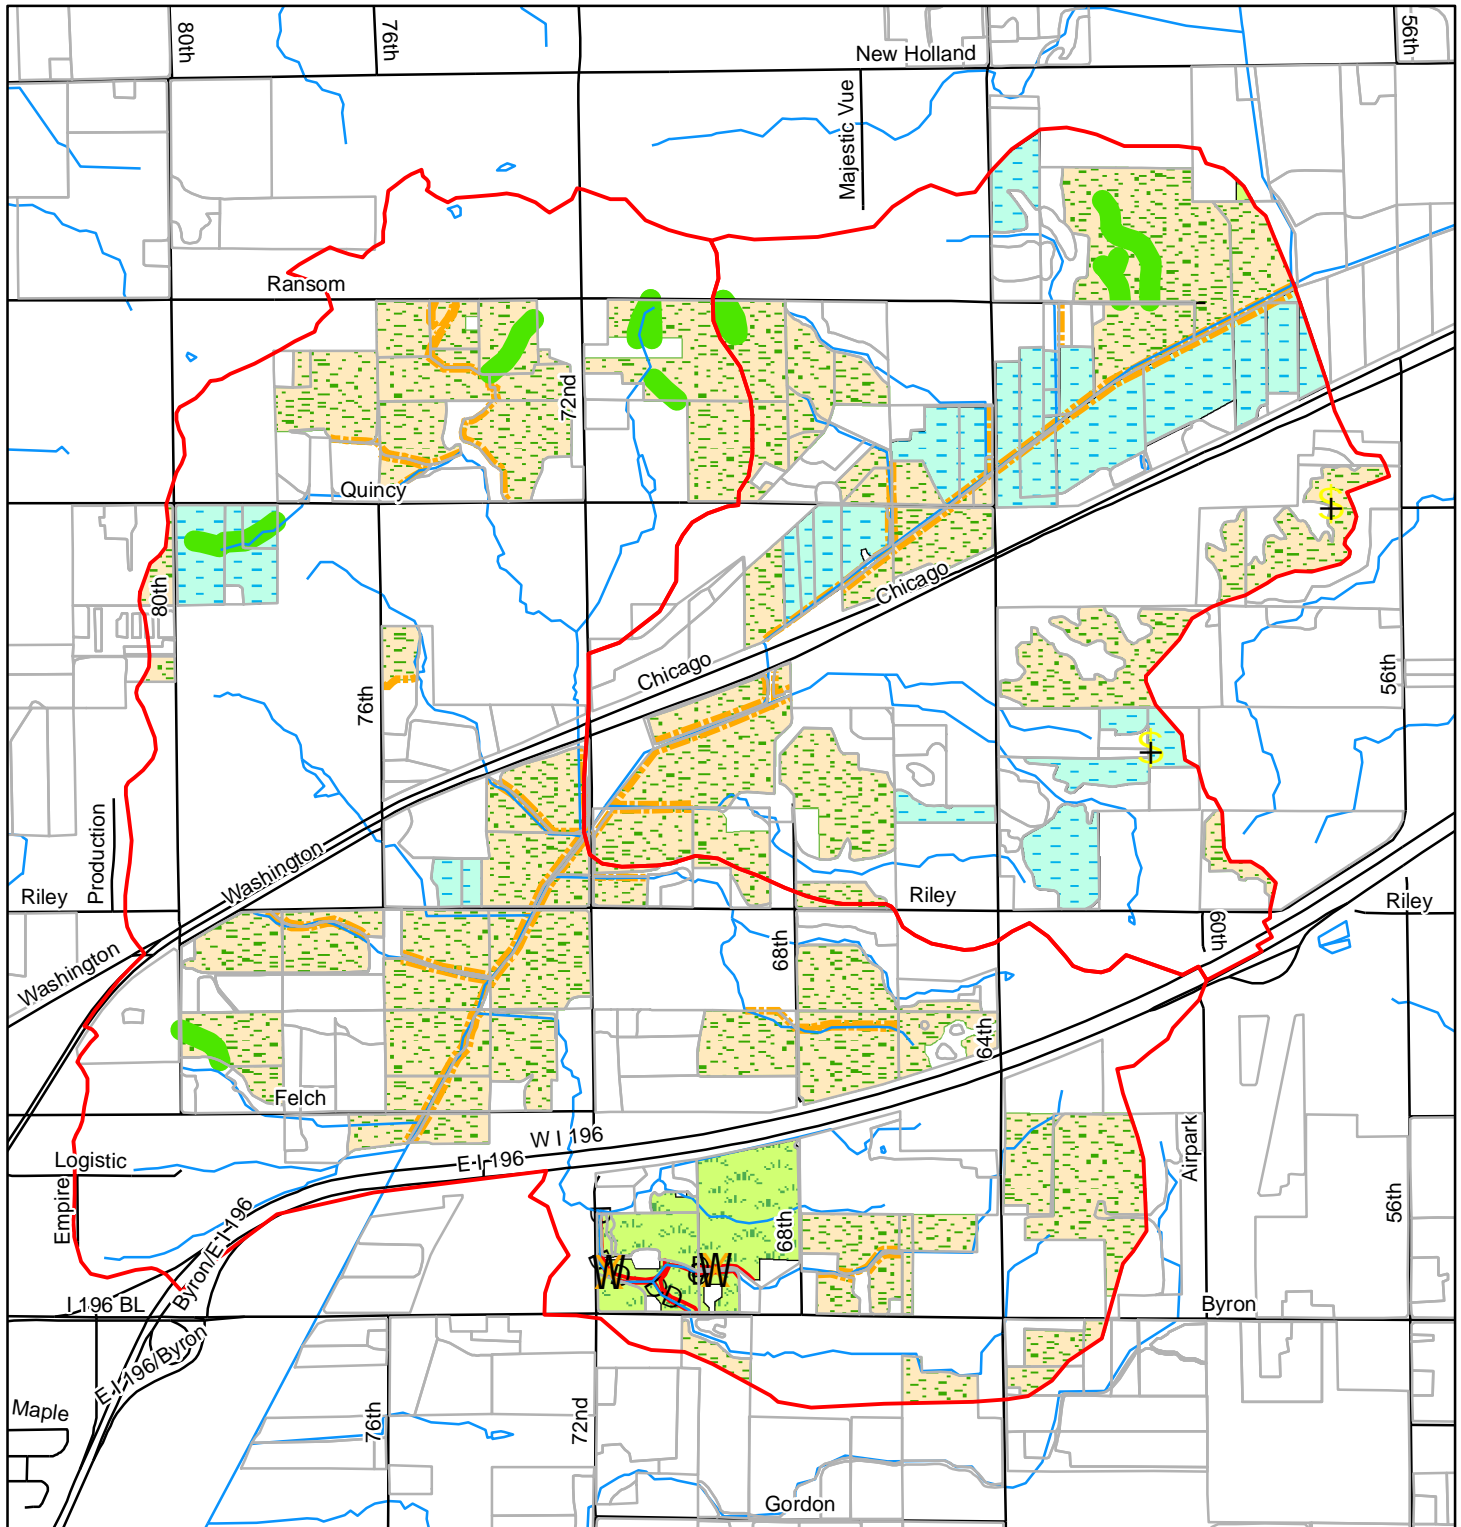 80th
76th
New Holland
56th
Majestic Vue
Ransom
72nd
Quincy
$
80th
Chicago
Chicago
76th
56th
$
Production
Washington
Riley
Riley
Riley
60th
68th
Washington
64th
Felch
W I 196
E I 196
Logistic
Airpark
Empire
Byron/E I-196
68th
56th
W
W
I 196 BL
Byron
E-I 196/Byron
Maple
76th
72nd
Gordon